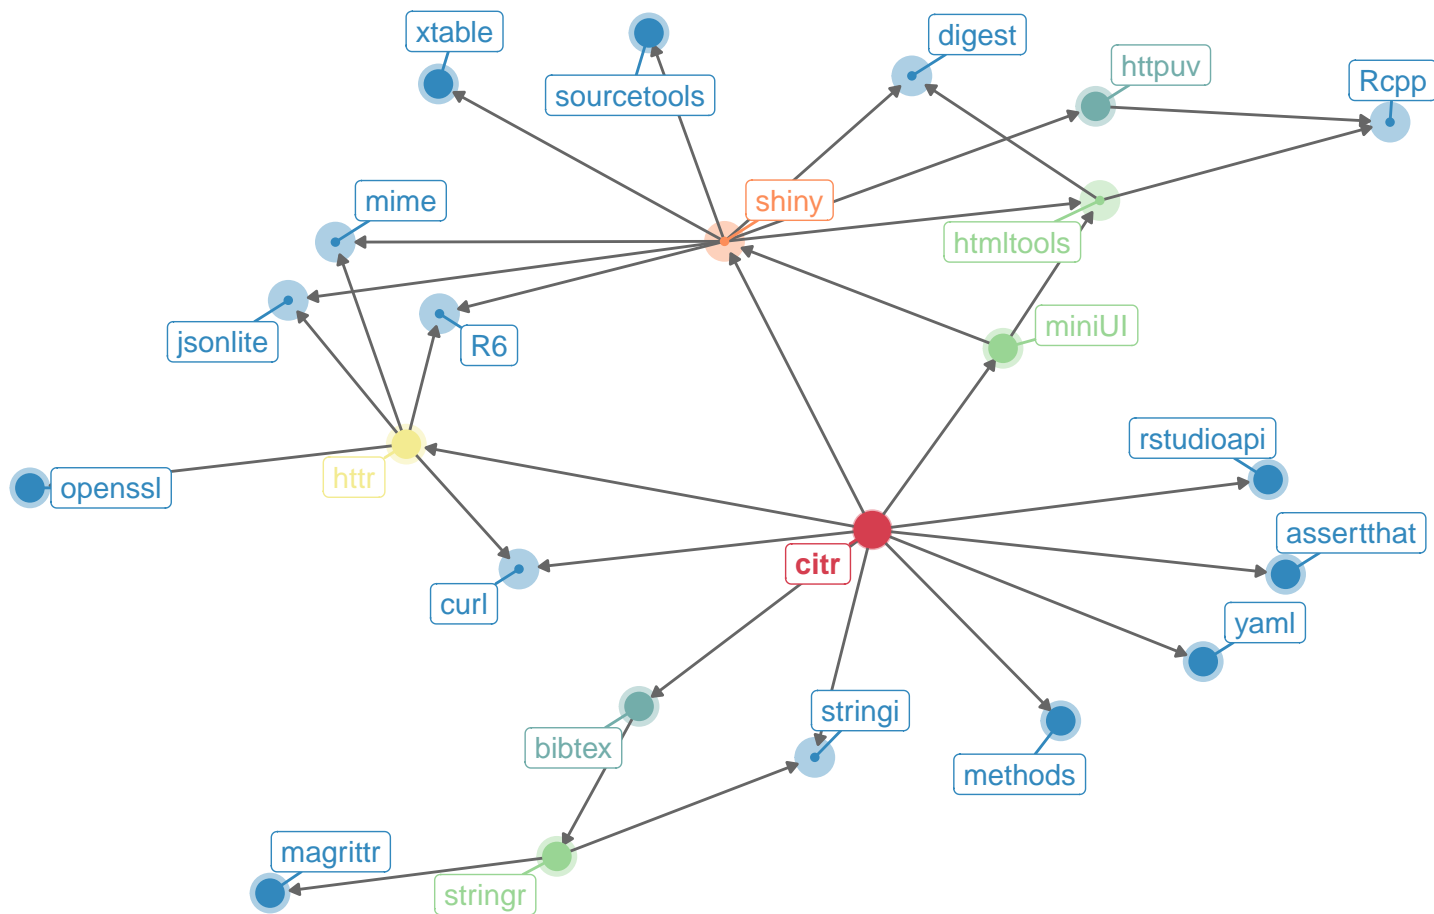 xtable
digest
httpuv
Rcpp
sourcetools
mime
shiny
htmltools
jsonlite
R6
miniUI
rstudioapi
httr
openssl
assertthat
citr
curl
yaml
stringi
bibtex
methods
magrittr
stringr